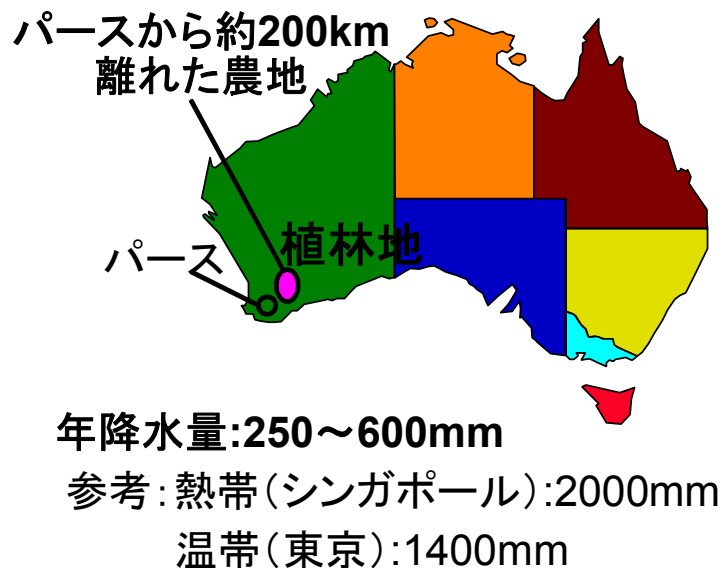 パースから約200km
離れた農地
植林地
パース
年降水量:250～600mm
参考:熱帯(シンガポール):2000mm
温帯(東京):1400mm